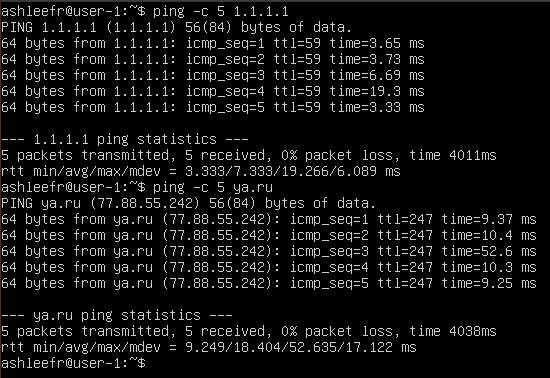 ashleefr@user-1:~$ ping -c 5 1.1.1.1
PING 1.1.1.1 (1.1.1.1) 56(84) bytes of data.
64 bytes from 1.1.1.1: icmp_seq=1 ttl=59 time=3.65 ms
64 bytes from 1.1.1.1: icmp_seq=2 ttl=59 time=3.73 ms
64 bytes from 1.1.1.1: icmp_seq=3 ttl=59 time=6.69 ms
64 bytes from 1.1.1.1: icmp_seq=4 ttl=59 time=19.3 ms
64 bytes from 1.1.1.1: icmp_seq=5 ttl=59 time=3.33 ms

--- 1.1.1.1 ping statistics ---
5 packets transmitted, 5 received, 0% packet loss, time 4011ms
rtt min/avg/max/mdev = 3.333/7.333/19.266/6.089 ms
ashleefr@user-1:~$ ping -c 5 ya.ru
PING ya.ru (77.88.55.242) 56(84) bytes of data.
64 bytes from ya.ru (77.88.55.242): icmp_seq=1 ttl=247 time=9.37 ms
64 bytes from ya.ru (77.88.55.242): icmp_seq=2 ttl=247 time=10.4 ms
64 bytes from ya.ru (77.88.55.242): icmp_seq=3 ttl=247 time=52.6 ms
64 bytes from ya.ru (77.88.55.242): icmp_seq=4 ttl=247 time=10.3 ms
64 bytes from ya.ru (77.88.55.242): icmp_seq=5 ttl=247 time=9.25 ms

--- ya.ru ping statistics ---
5 packets transmitted, 5 received, 0% packet loss, time 4038ms
rtt min/avg/max/mdev = 9.249/18.404/52.635/17.122 ms
ashleefr@user-1:~$